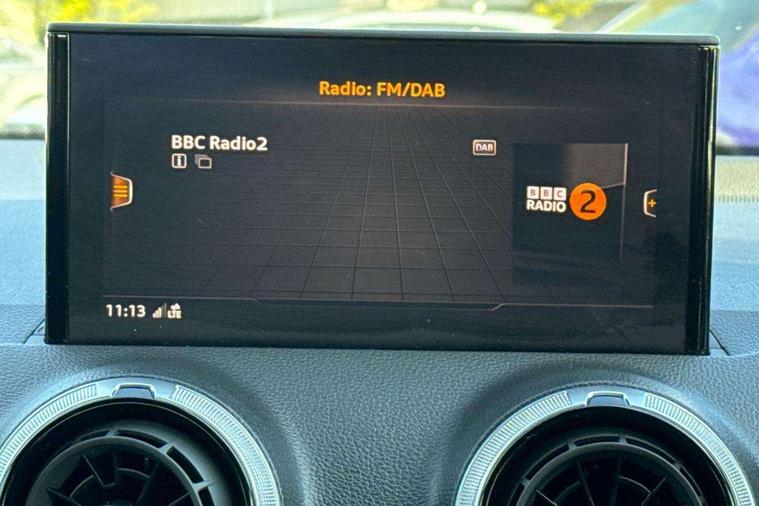 Radio: FM/DAB
BBC Radio2
DAB
BBC
RADIO 2
11:13 LTE